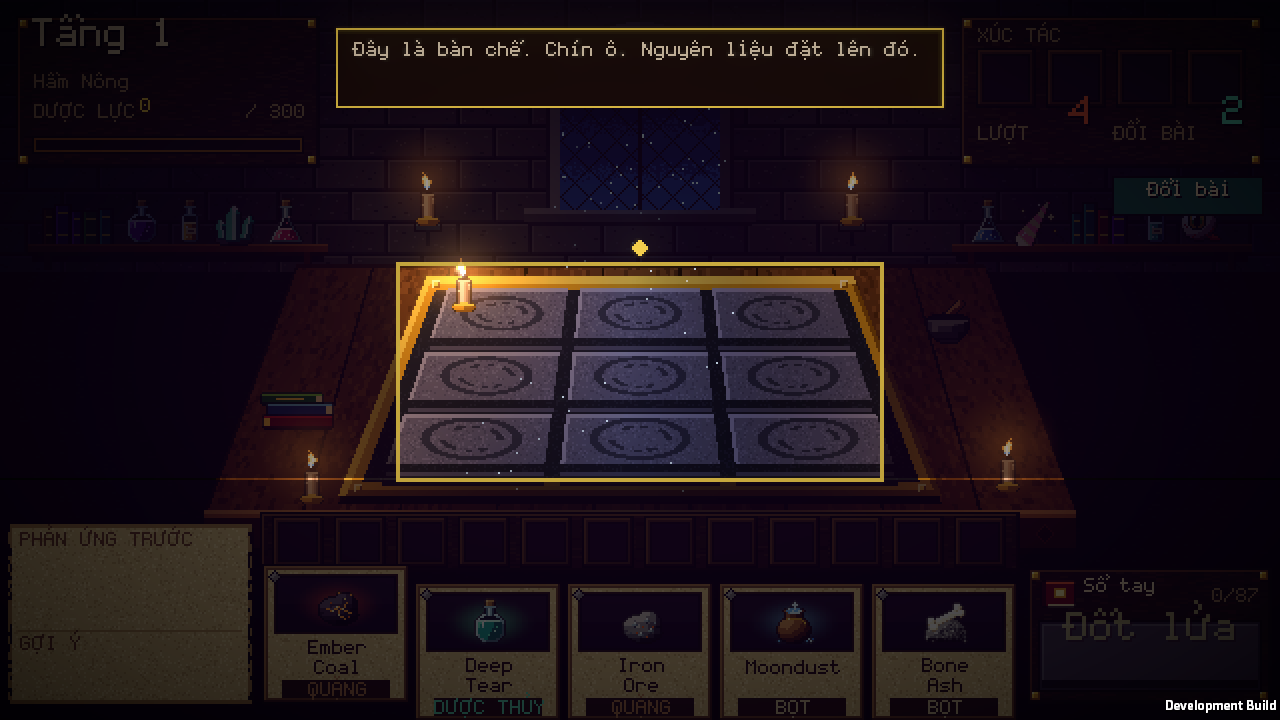 Tầng 1
Hầm Nông
DƯỢC LỰC 0 / 300
Đây là bàn chế. Chín ô. Nguyên liệu đặt lên đó.
XÚC TÁC
LƯỢT 4 ĐỔI BÀI 2
Đổi bài
PHẢN ỨNG TRƯỚC
GỢI Ý
Ember
Coal
QUẶNG
Deep
Tear
DƯỢC THUỶ
Iron
Ore
QUẶNG
Moondust
BỘT
Bone
Ash
BỘT
Sổ tay
0/87
Đốt lửa
Development Build